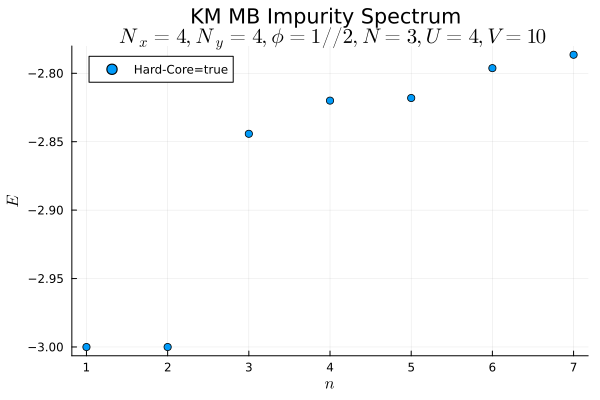 KM MB Impurity Spectrum
N_x = 4, N_y = 4, ϕ = 1//2, N = 3, U = 4, V = 10
Hard-Core=true
−2.80
−2.85
−2.90
−2.95
−3.00
E
1 2 3 4 5 6 7
n